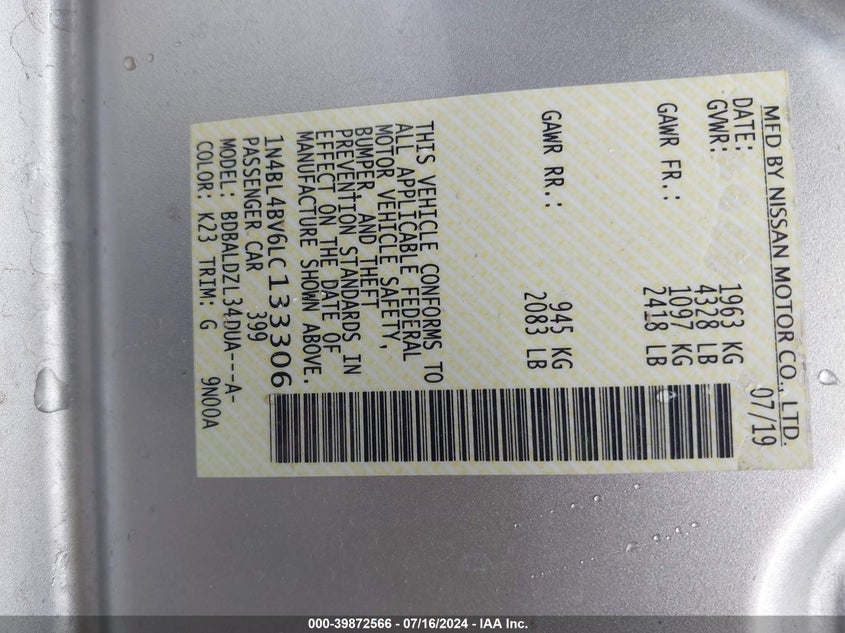 MFD BY NISSAN MOTOR CO., LTD.
DATE: 07/19
GVWR: 1963 KG
4328 LB
GAWR FR.: 1097 KG
2418 LB
GAWR RR.: 945 KG
2083 LB
THIS VEHICLE CONFORMS TO
ALL APPLICABLE FEDERAL
MOTOR VEHICLE SAFETY,
BUMPER, AND THEFT
PREVENTION STANDARDS IN
EFFECT ON THE DATE OF
MANUFACTURE SHOWN ABOVE.
1N4BL4BV6LC133306
PASSENGER CAR 399
MODEL: BDBALDZL34DUA---A-
COLOR: K23 TRIM: G 9N00A
000-39872566 - 07/16/2024 - IAA Inc.